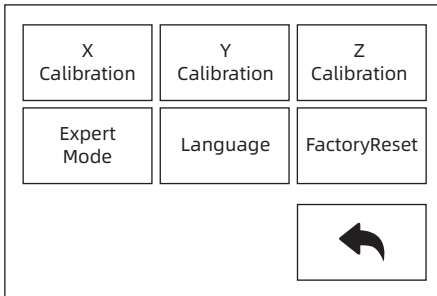 X
Calibration
Y
Calibration
Z
Calibration
Expert
Mode
Language
FactoryReset